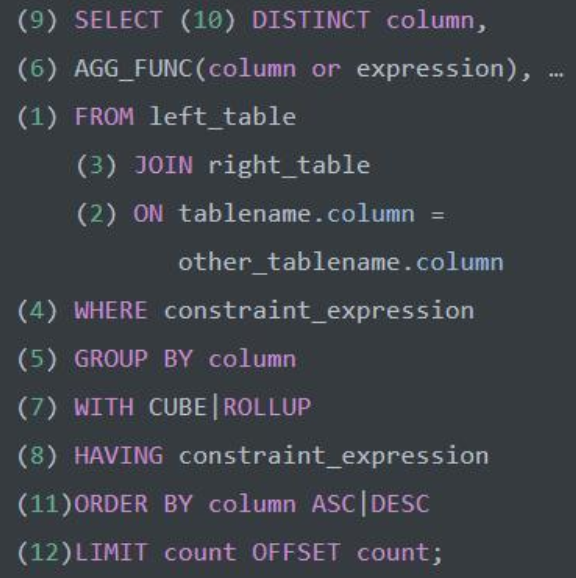 (9) SELECT (10) DISTINCT column,
(6) AGG_FUNC(column or expression), …
(1) FROM left_table
(3) JOIN right_table
(2) ON tablename.column =
other_tablename.column
(4) WHERE constraint_expression
(5) GROUP BY column
(7) WITH CUBE|ROLLUP
(8) HAVING constraint_expression
(11)ORDER BY column ASC|DESC
(12)LIMIT count OFFSET count;